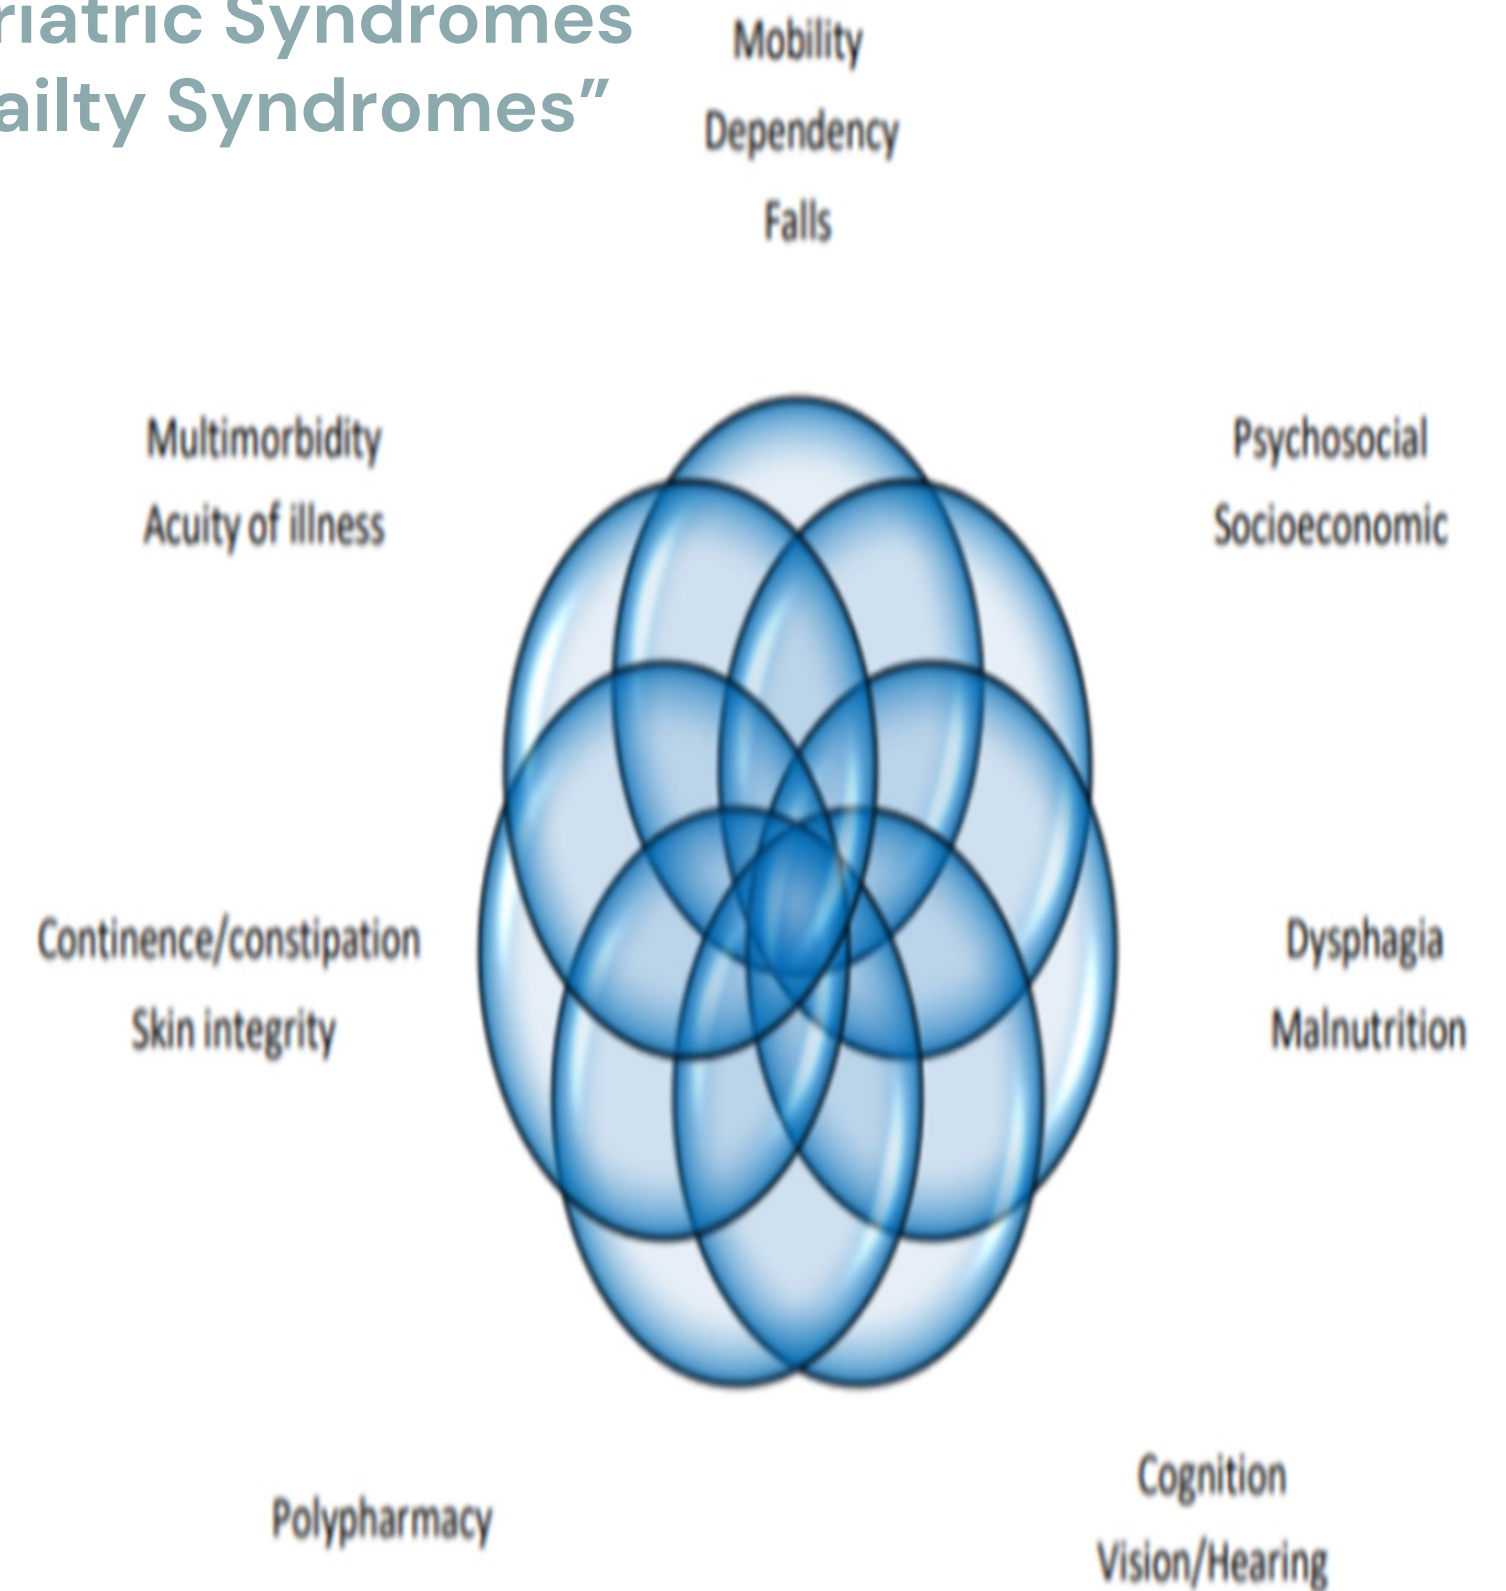 riatric Syndromes
ailty Syndromes”
Mobility
Dependency
Falls
Multimorbidity
Acuity of illness
Psychosocial
Socioeconomic
Continence/constipation
Skin integrity
Dysphagia
Malnutrition
Polypharmacy
Cognition
Vision/Hearing